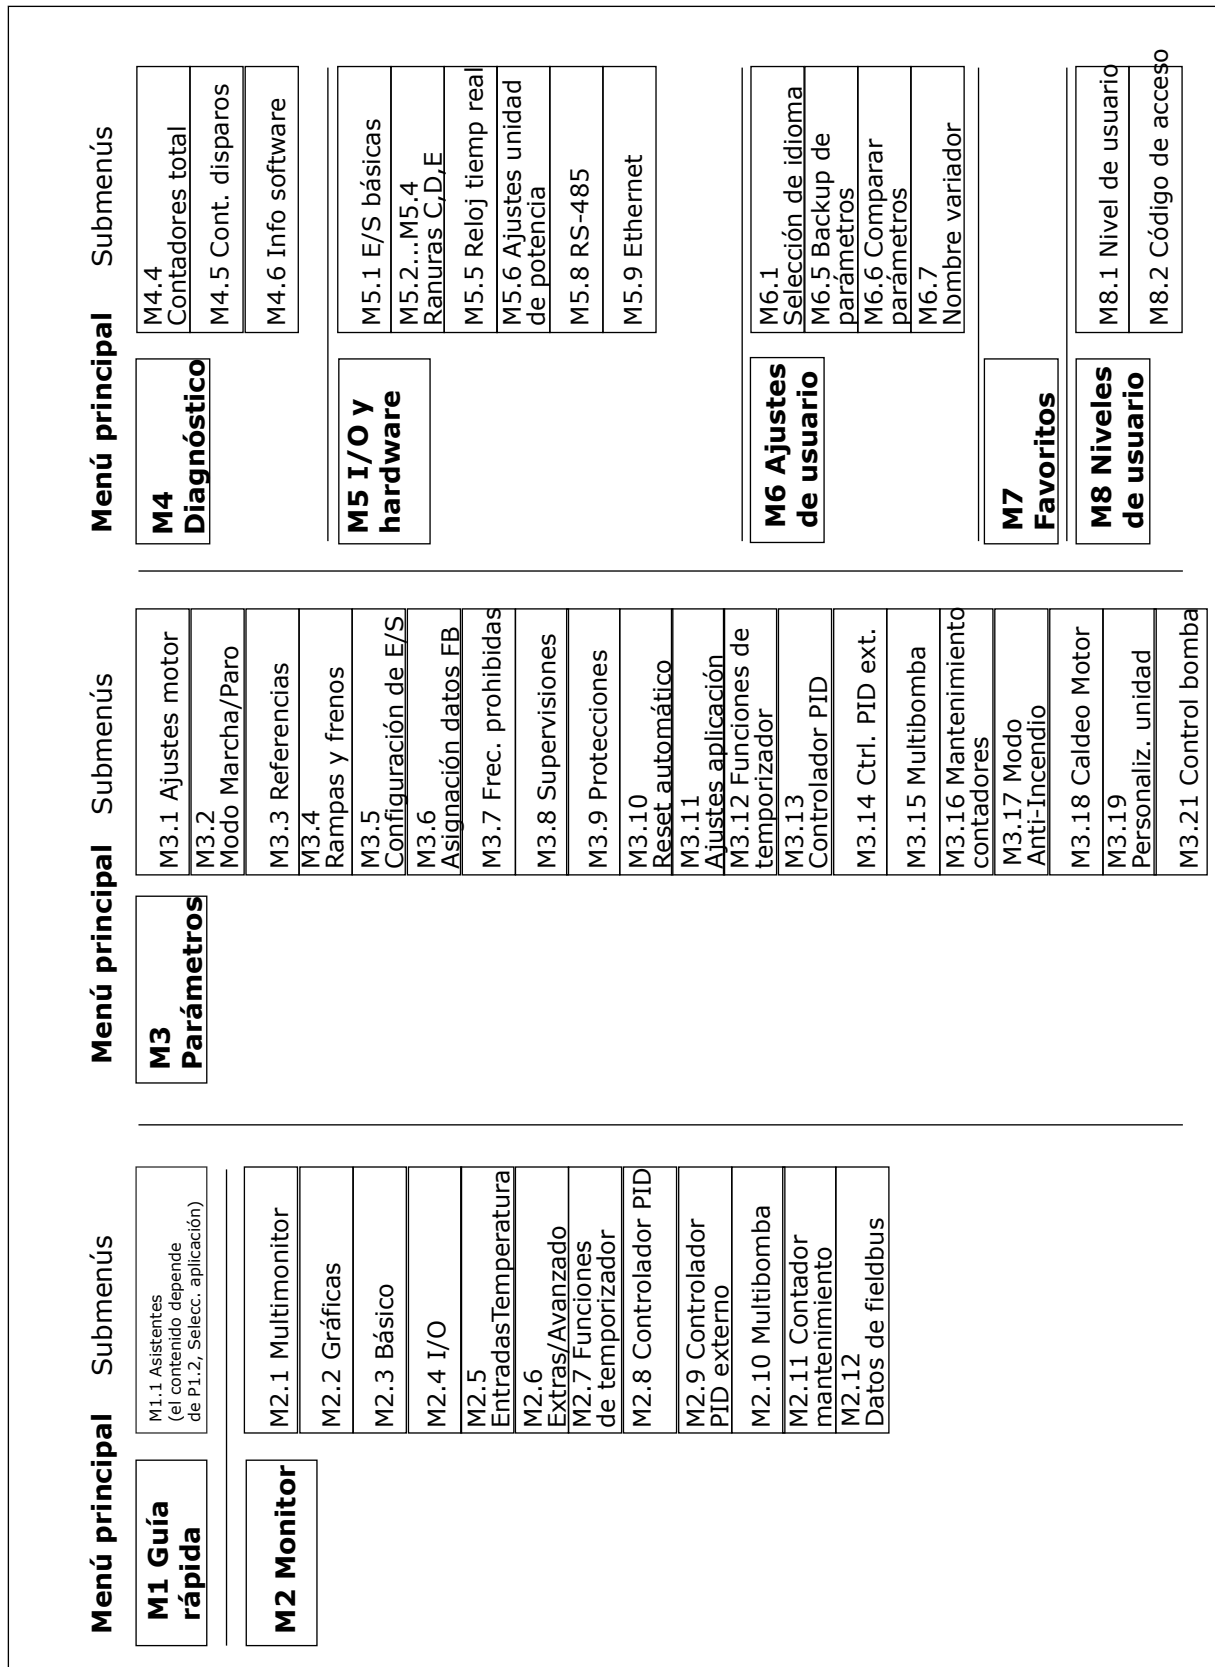 Menú principal Submenús
M1 Guía
rápida
M1.1 Asistentes
(el contenido depende
de P1.2, Selecc. aplicación)
M2 Monitor
M2.1 Multimonitor
M2.2 Gráficas
M2.3 Básico
M2.4 I/O
M2.5
EntradasTemperatura
M2.6
Extras/Avanzado
M2.7 Funciones
de temporizador
M2.8 Controlador PID
M2.9 Controlador
PID externo
M2.10 Multibomba
M2.11 Contador
mantenimiento
M2.12
Datos de fieldbus
Menú principal Submenús
M3
Parámetros
M3.1 Ajustes motor
M3.2
Modo Marcha/Paro
M3.3 Referencias
M3.4
Rampas y frenos
M3.5
Configuración de E/S
M3.6
Asignación datos FB
M3.7 Frec. prohibidas
M3.8 Supervisiones
M3.9 Protecciones
M3.10
Reset automático
M3.11
Ajustes aplicación
M3.12 Funciones de
temporizador
M3.13
Controlador PID
M3.14 Ctrl. PID ext.
M3.15 Multibomba
M3.16 Mantenimiento
contadores
M3.17 Modo
Anti-Incendio
M3.18 Caldeo Motor
M3.19
Personaliz. unidad
M3.21 Control bomba
Menú principal Submenús
M4
Diagnóstico
M4.4
Contadores total
M4.5 Cont. disparos
M4.6 Info software
M5 I/O y
hardware
M5.1 E/S básicas
M5.2...M5.4
Ranuras C,D,E
M5.5 Reloj tiemp real
M5.6 Ajustes unidad
de potencia
M5.8 RS-485
M5.9 Ethernet
M6 Ajustes
de usuario
M6.1
Selección de idioma
M6.5 Backup de
parámetros
M6.6 Comparar
parámetros
M6.7
Nombre variador
M7
Favoritos
M8 Niveles
de usuario
M8.1 Nivel de usuario
M8.2 Código de acceso